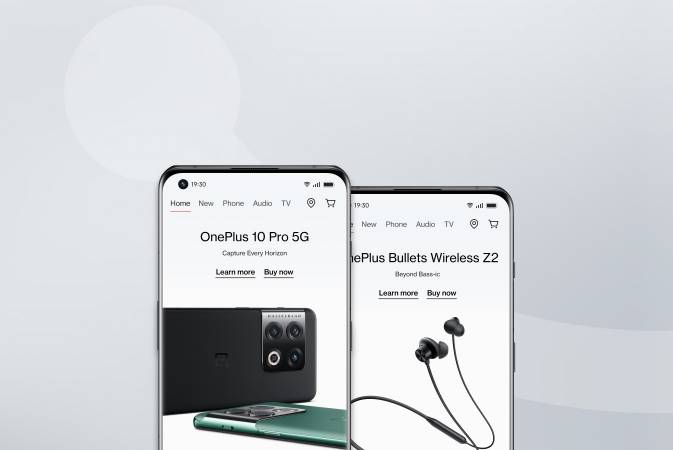 19:30
Home New Phone Audio TV
OnePlus 10 Pro 5G
Capture Every Horizon
Learn more Buy now
HASSELBLAD
19:30
New Phone Audio TV
nePlus Bullets Wireless Z2
Beyond Bass-ic
Learn more Buy now